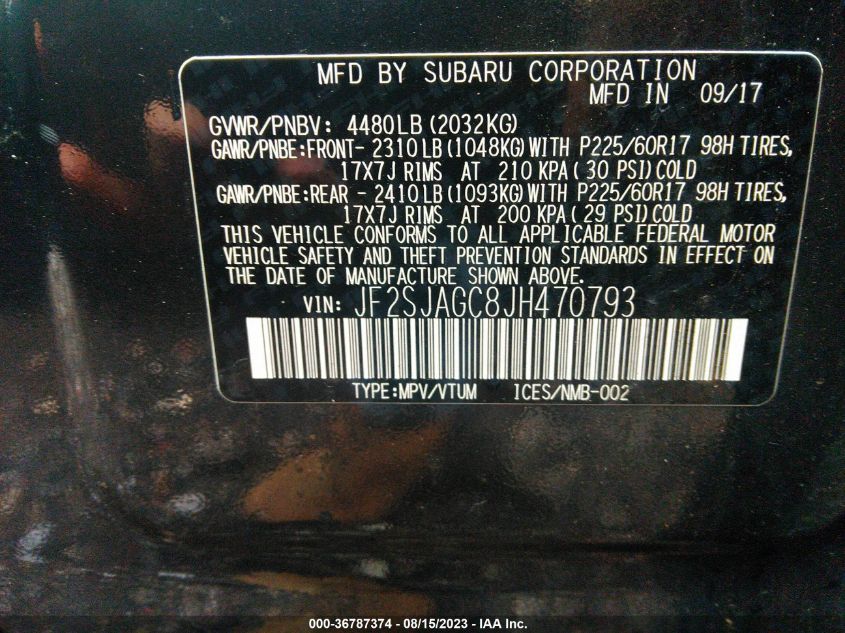 MFD BY SUBARU CORPORATION
MFD IN 09/17
GVWR/PNBV: 4480LB (2032KG)
GAWR/PNBE:FRONT- 2310 LB (1048KG) WITH P225/60R17 98H TIRES,
17X7J RIMS AT 210 KPA ( 30 PSI) COLD
GAWR/PNBE:REAR - 2410 LB (1093KG) WITH P225/60R17 98H TIRES,
17X7J RIMS AT 200 KPA ( 29 PSI) COLD
THIS VEHICLE CONFORMS TO ALL APPLICABLE FEDERAL MOTOR
VEHICLE SAFETY AND THEFT PREVENTION STANDARDS IN EFFECT ON
THE DATE OF MANUFACTURE SHOWN ABOVE.
VIN: JF2SJAGC8JH470793
TYPE:MPV/VTUM ICES/NMB-002
000-36787374 - 08/15/2023 - IAA Inc.